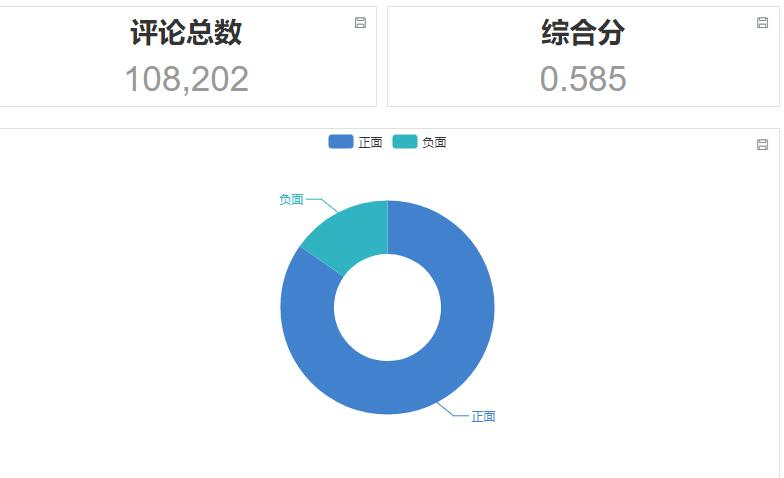 评论总数
108,202
综合分
0.585
正面 负面
负面
正面